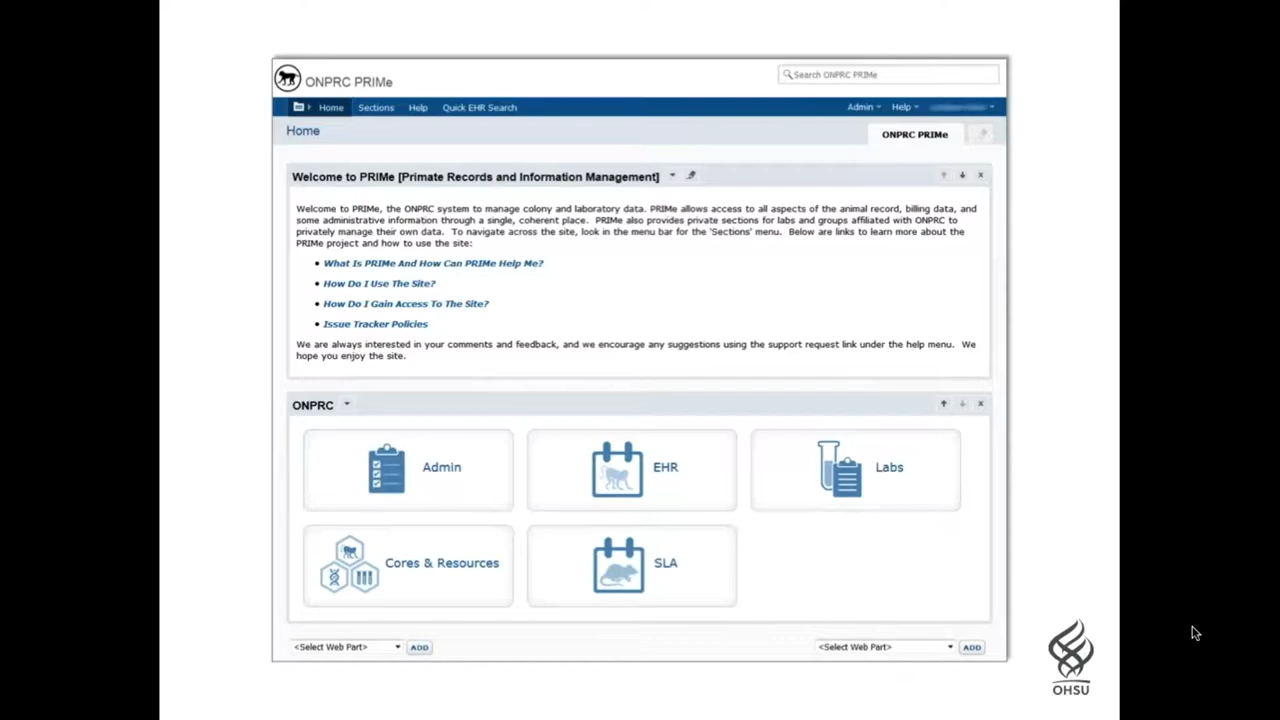 ONPRC PRIMe
Search ONPRC PRIMe
Home Sections Help Quick EHR Search Admin Help
Home
ONPRC PRIMe
Welcome to PRIMe [Primate Records and Information Management]
Welcome to PRIMe, the ONPRC system to manage colony and laboratory data. PRIMe allows access to all aspects of the animal record, billing data, and
some administrative information through a single, coherent place. PRIMe also provides private sections for labs and groups affiliated with ONPRC to
privately manage their own data. To navigate across the site, look in the menu bar for the 'Sections' menu. Below are links to learn more about the
PRIMe project and how to use the site:
• What Is PRIMe And How Can PRIMe Help Me?
• How Do I Use The Site?
• How Do I Gain Access To The Site?
• Issue Tracker Policies
We are always interested in your comments and feedback, and we encourage any suggestions using the support request link under the help menu. We
hope you enjoy the site.
ONPRC
Admin
EHR
Labs
Cores & Resources
SLA
<Select Web Part> ADD
<Select Web Part> ADD
OHSU